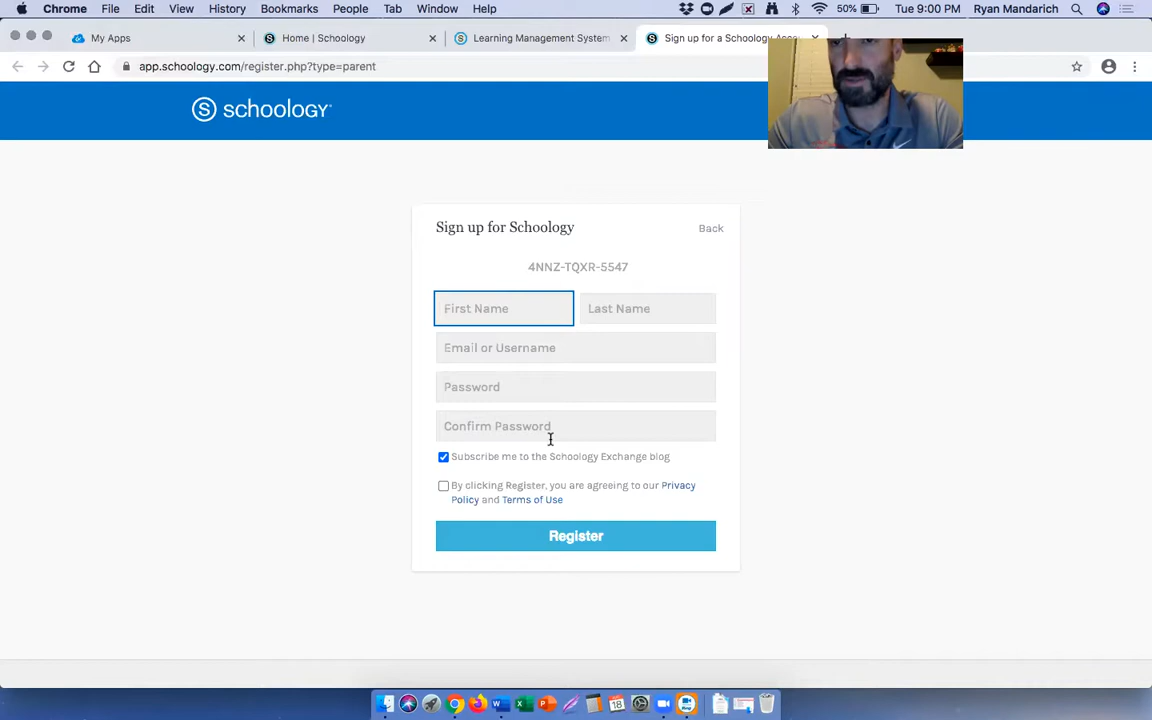 Chrome File Edit View History Bookmarks People Tab Window Help 50% Tue 9:00 PM Ryan Mandarich
My Apps Home | Schoology Learning Management System Sign up for a Schoology
app.schoology.com/register.php?type=parent
S schoology
Sign up for Schoology Back
4NNZ-TQXR-5547
First Name Last Name
Email or Username
Password
Confirm Password
Subscribe me to the Schoology Exchange blog
By clicking Register, you are agreeing to our Privacy
Policy and Terms of Use
Register
18